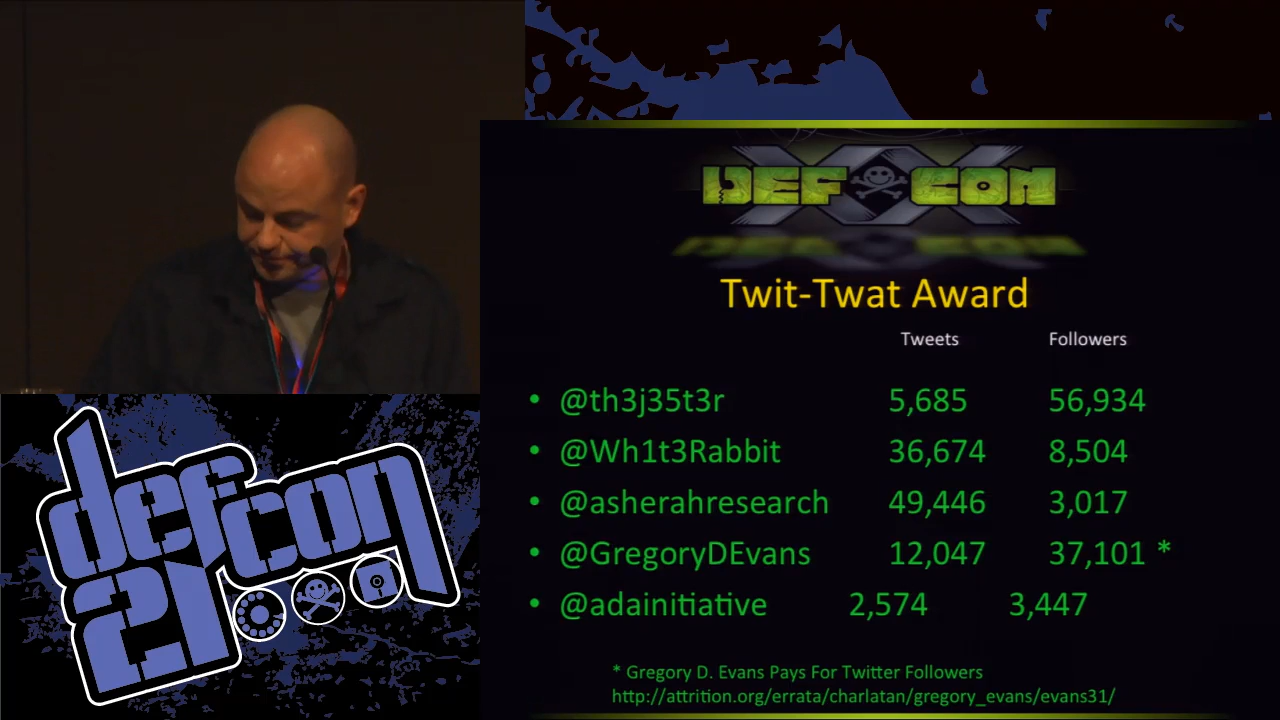 DEF CON
Twit-Twat Award
Tweets Followers
• @th3j35t3r 5,685 56,934
• @Wh1t3Rabbit 36,674 8,504
• @asherahresearch 49,446 3,017
• @GregoryDEvans 12,047 37,101 *
• @adainitiative 2,574 3,447
* Gregory D. Evans Pays For Twitter Followers
http://attrition.org/errata/charlatan/gregory_evans/evans31/
defcon
21